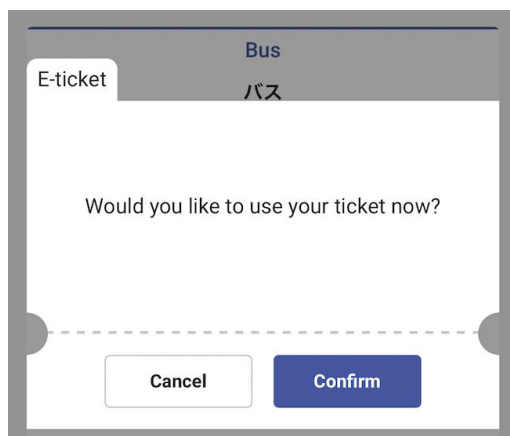 Bus
バス
E-ticket
Would you like to use your ticket now?
Cancel
Confirm